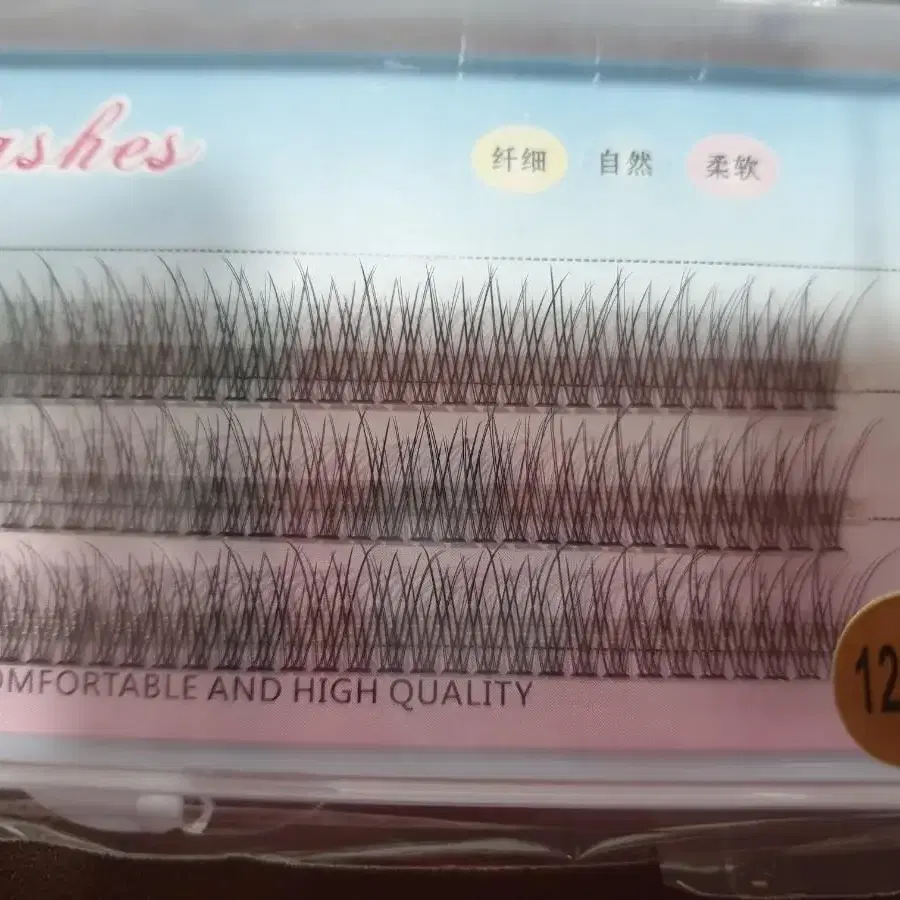 ashes
纤细 自然 柔软
OMFORTABLE AND HIGH QUALITY
12